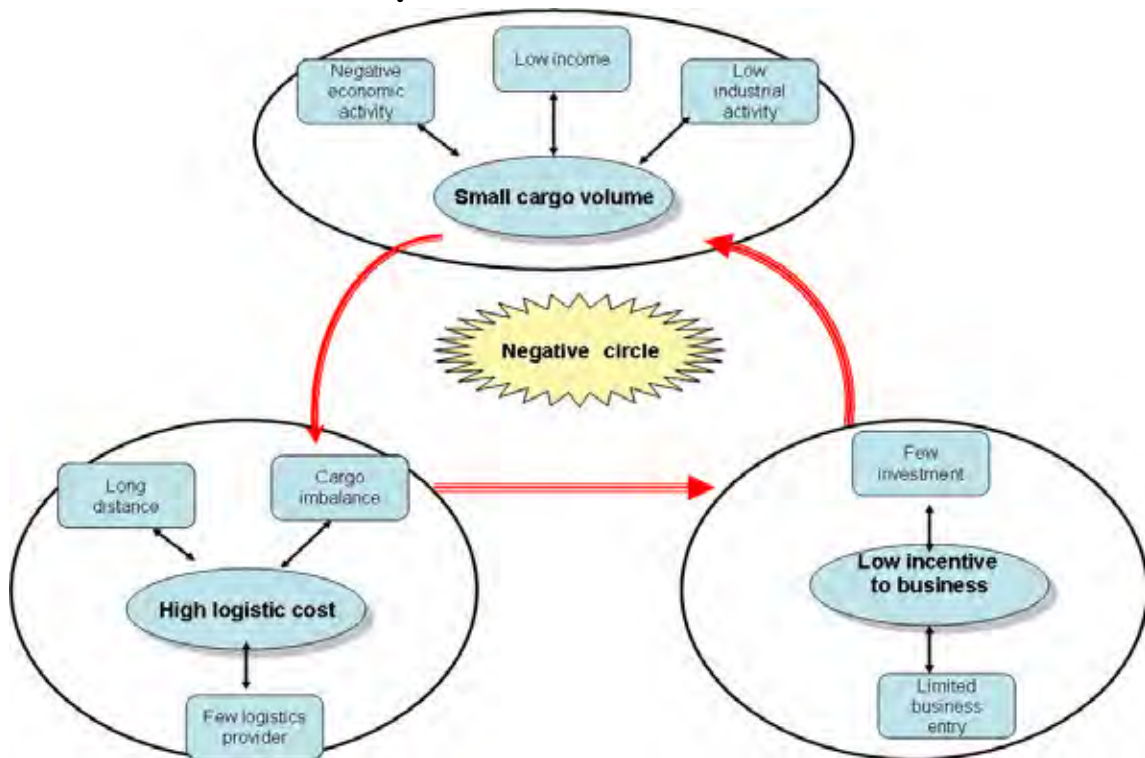 Negative
economic
activity
Low income
Low
industrial
activity
Small cargo volume
Negative circle
Long
distance
Cargo
imbalance
High logistic cost
Few logistics
provider
Few
investment
Low incentive
to business
Limited
business
entry